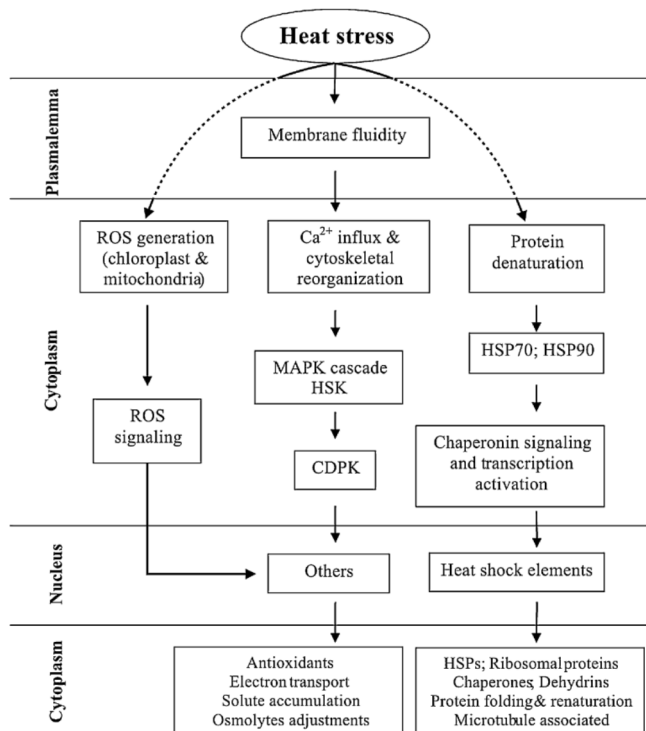 Heat stress
Plasmalemma
Membrane fluidity
Cytoplasm
ROS generation
(chloroplast &
mitochondria)
Ca²⁺ influx &
cytoskeletal
reorganization
Protein
denaturation
HSP70; HSP90
MAPK cascade
HSK
ROS
signaling
CDPK
Chaperonin signaling
and transcription
activation
Nucleus
Others
Heat shock elements
Cytoplasm
Antioxidants
Electron transport
Solute accumulation
Osmolytes adjustments
HSPs; Ribosomal proteins
Chaperones; Dehydrins
Protein folding & renaturation
Microtubule associated